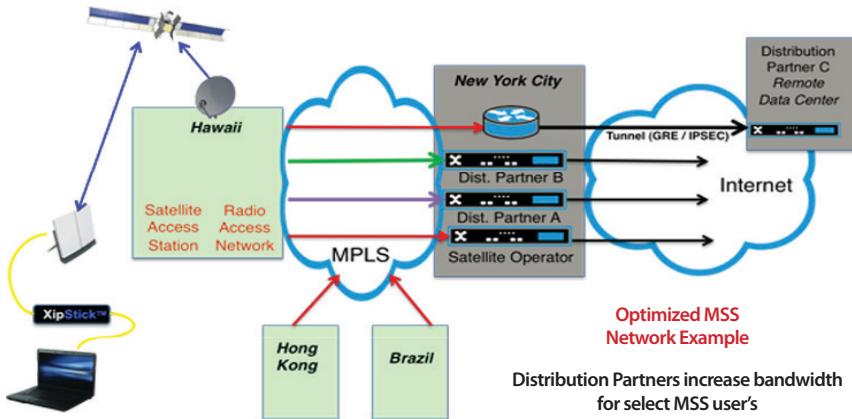 Hawaii
Satellite
Access
Station
Radio
Access
Network
XipStick™
MPLS
Hong
Kong
Brazil
New York City
Dist. Partner B
Dist. Partner A
Satellite Operator
Tunnel (GRE / IPSEC)
Internet
Distribution
Partner C
Remote
Data Center
Optimized MSS
Network Example
Distribution Partners increase bandwidth
for select MSS user's